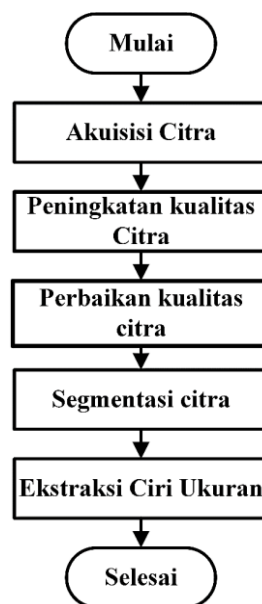 Mulai
Akuisisi Citra
Peningkatan kualitas
Citra
Perbaikan kualitas
citra
Segmentasi citra
Ekstraksi Ciri Ukuran
Selesai